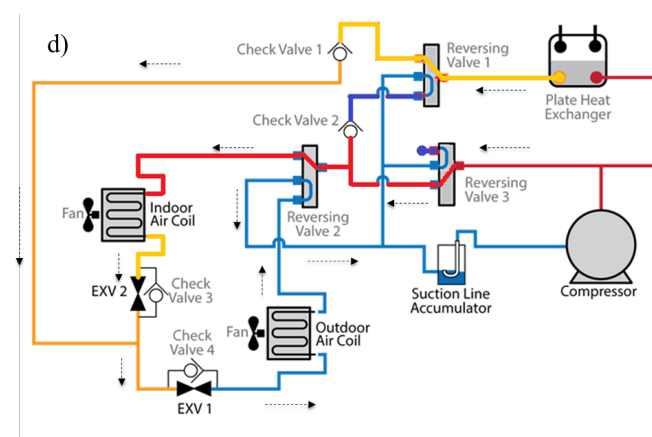 d)
Check Valve 1
Reversing
Valve 1
Plate Heat
Exchanger
Check Valve 2
Reversing
Valve 3
Reversing
Valve 2
Fan
Indoor
Air Coil
EXV 2
Check
Valve 3
Suction Line
Accumulator
Compressor
Fan
Outdoor
Air Coil
Check
Valve 4
EXV 1